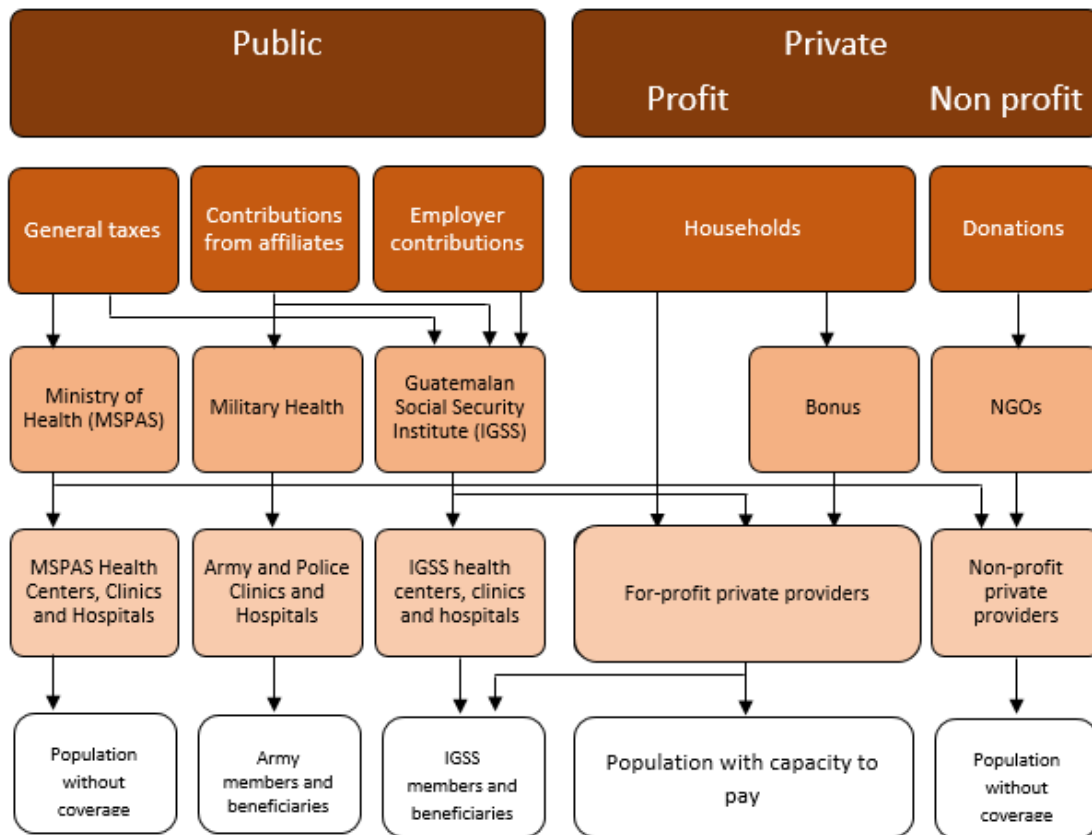 Public
Private
Profit
Non profit
General taxes
Contributions
from affiliates
Employer
contributions
Households
Donations
Ministry of
Health (MSPAS)
Military Health
Guatemalan
Social Security
Institute (IGSS)
Bonus
NGOs
MSPAS Health
Centers, Clinics
and Hospitals
Army and Police
Clinics and
Hospitals
IGSS health
centers, clinics
and hospitals
For-profit private providers
Non-profit
private
providers
Population
without
coverage
Army
members and
beneficiaries
IGSS
members and
beneficiaries
Population with capacity to
pay
Population
without
coverage